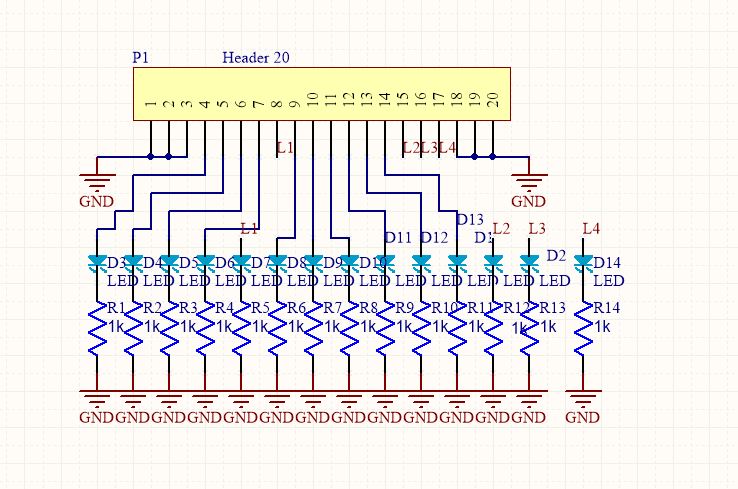 P1 Header 20
1 2 3 4 5 6 7 8 9 10 11 12 13 14 15 16 17 18 19 20
L1 L2 L3 L4
GND GND
D13
L1 D11 D12 D1 L2 L3 L4
D3 D4 D5 D6 D7 D8 D9 D10 D2 D14
LED LED LED LED LED LED LED LED LED LED LED LED LED LED
R1 R2 R3 R4 R5 R6 R7 R8 R9 R10 R11 R12 R13 R14
1k 1k 1k 1k 1k 1k 1k 1k 1k 1k 1k 1k 1k 1k
GND GND GND GND GND GND GND GND GND GND GND GND GND GND